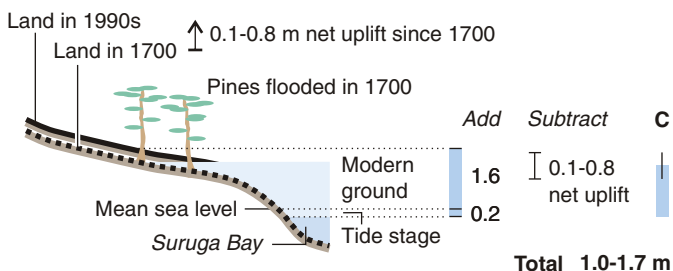 Land in 1990s
Land in 1700
0.1-0.8 m net uplift since 1700
Pines flooded in 1700
Add
Subtract
C
Modern
ground
1.6
0.1-0.8
net uplift
Mean sea level
0.2
Suruga Bay
Tide stage
Total 1.0-1.7 m